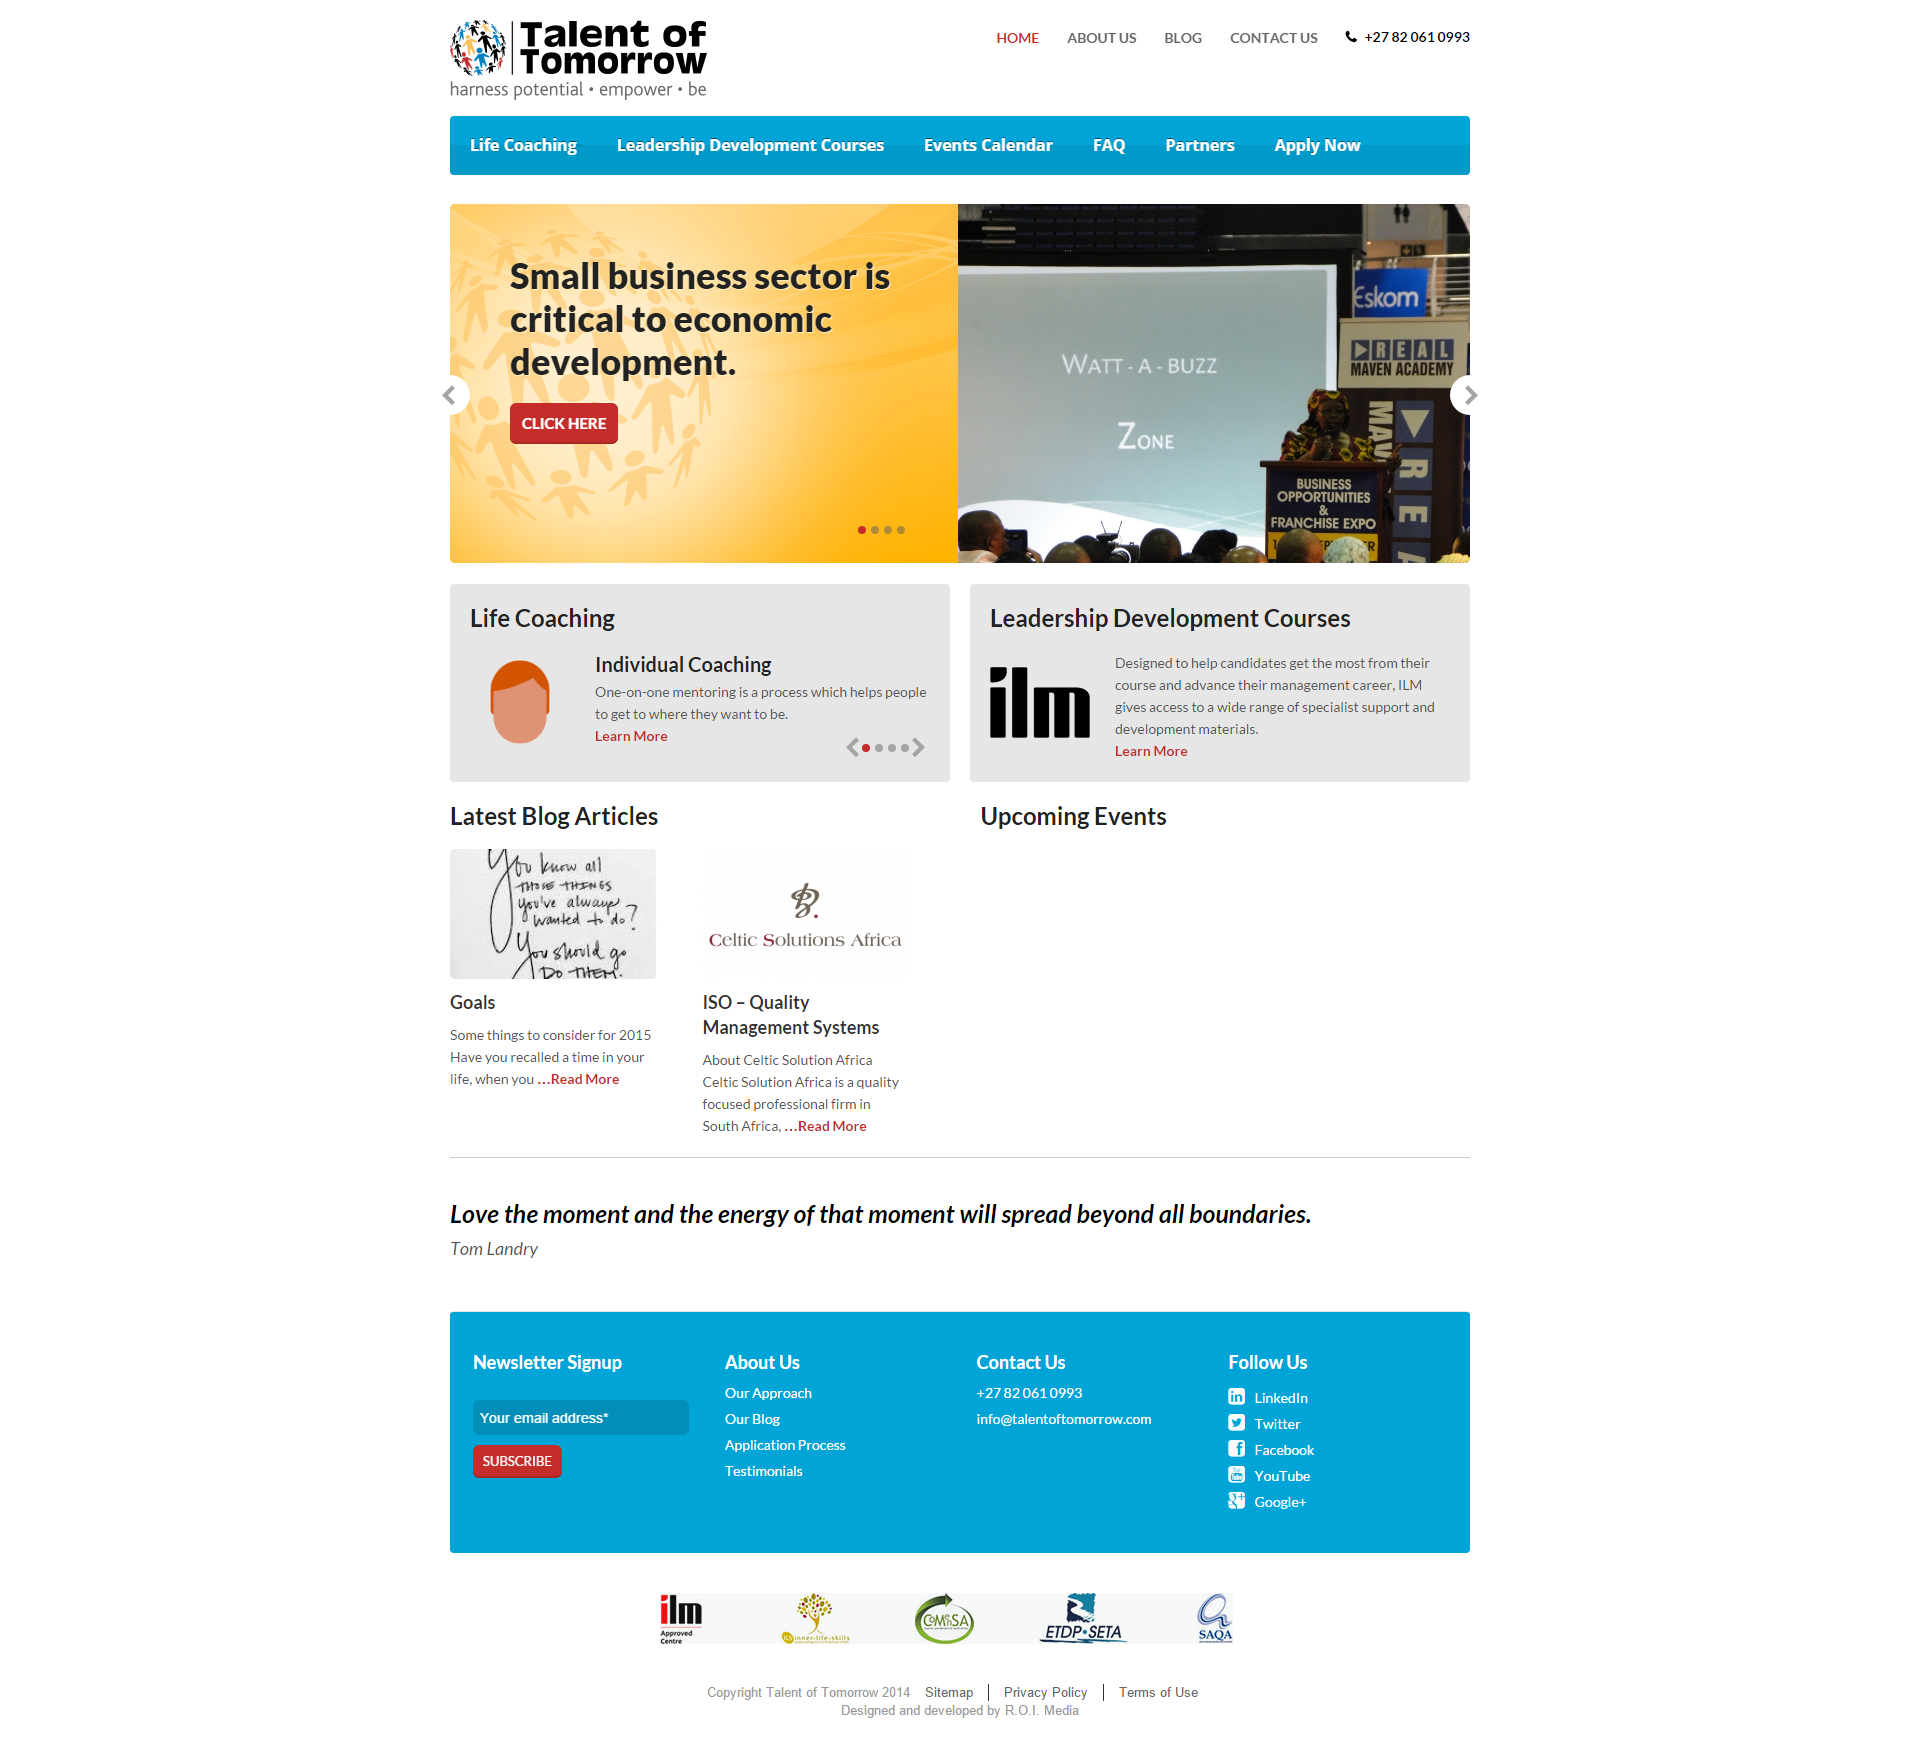 Talent of
Tomorrow
harness potential • empower • be
HOME ABOUT US BLOG CONTACT US +27 82 061 0993
Life Coaching Leadership Development Courses Events Calendar FAQ Partners Apply Now
Small business sector is
critical to economic
development.
CLICK HERE
Eskom
REAL
MAVEN ACADEMY
WATT - A - BUZZ
ZONE
BUSINESS
OPPORTUNITIES
&
FRANCHISE EXPO
Life Coaching
Individual Coaching
One-on-one mentoring is a process which helps people
to get to where they want to be.
Learn More
Leadership Development Courses
ilm
Designed to help candidates get the most from their
course and advance their management career, ILM
gives access to a wide range of specialist support and
development materials.
Learn More
Latest Blog Articles
You know all
those things
you've always
wanted to do?
You should go
DO THEM.
Goals
Some things to consider for 2015
Have you recalled a time in your
life, when you …Read More
Celtic Solutions Africa
ISO – Quality
Management Systems
About Celtic Solution Africa
Celtic Solution Africa is a quality
focused professional firm in
South Africa, …Read More
Upcoming Events
Love the moment and the energy of that moment will spread beyond all boundaries.
Tom Landry
Newsletter Signup
Your email address*
SUBSCRIBE
About Us
Our Approach
Our Blog
Application Process
Testimonials
Contact Us
+27 82 061 0993
info@talentoftomorrow.com
Follow Us
LinkedIn
Twitter
Facebook
YouTube
Google+
ilm
Approved
Centre
inner-life-skills
COMENSA
ETDP•SETA
SAQA
Copyright Talent of Tomorrow 2014 Sitemap Privacy Policy Terms of Use
Designed and developed by R.O.I. Media